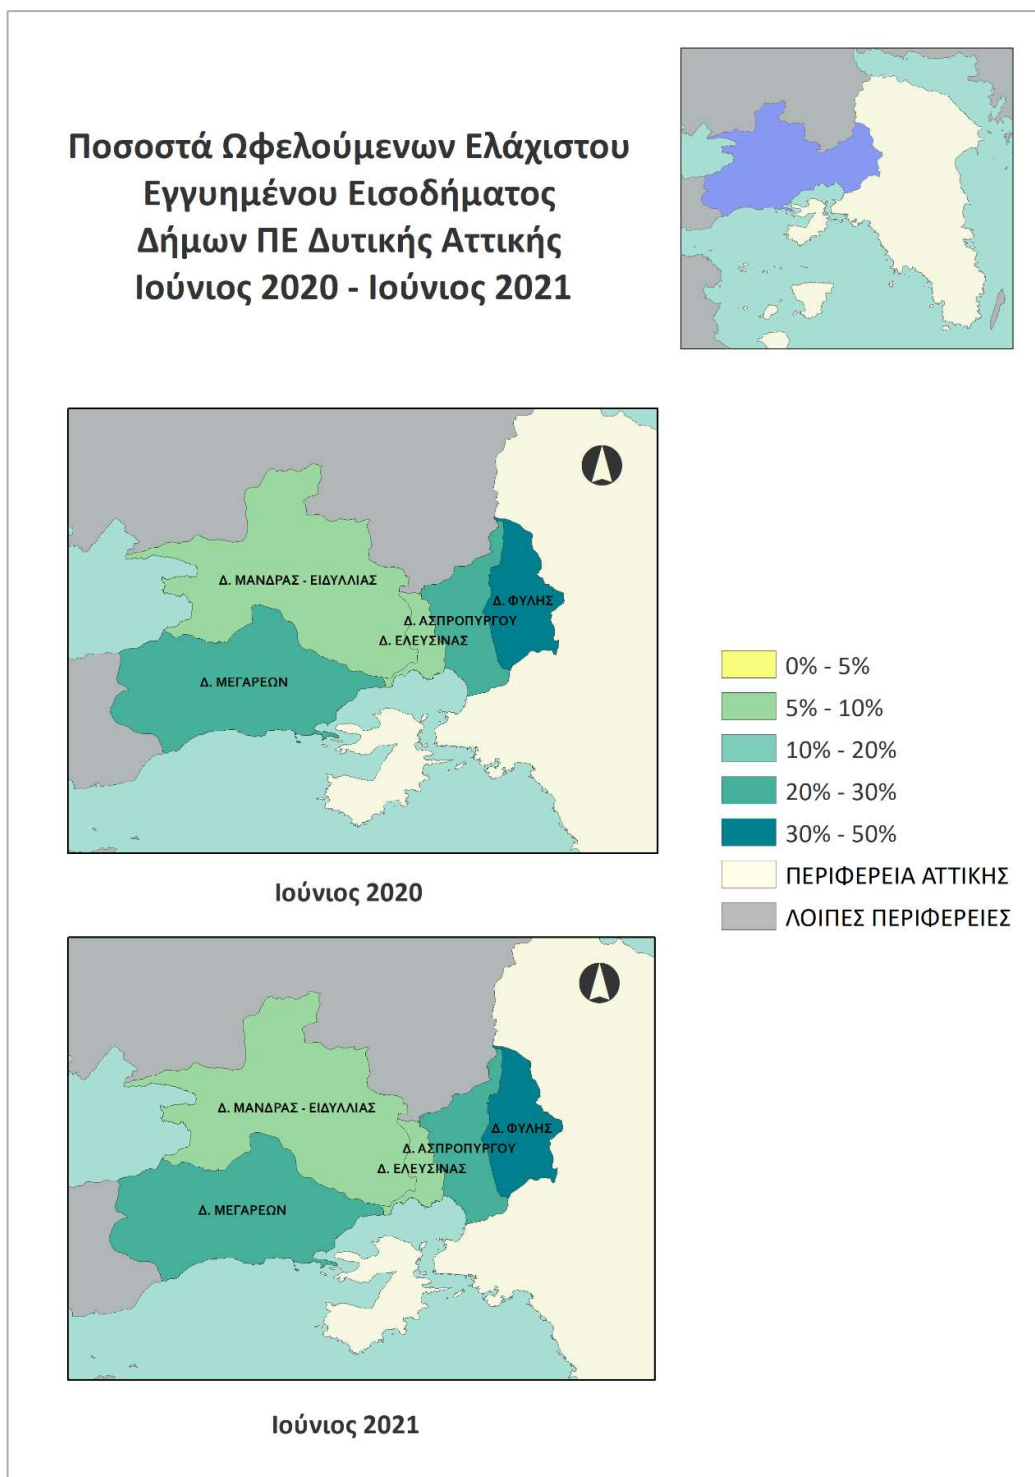 Ποσοστά Ωφελούμενων Ελάχιστου
Εγγυημένου Εισοδήματος
Δήμων ΠΕ Δυτικής Αττικής
Ιούνιος 2020 - Ιούνιος 2021
Δ. ΜΑΝΔΡΑΣ - ΕΙΔΥΛΛΙΑΣ
Δ. ΦΥΛΗΣ
Δ. ΑΣΠΡΟΠΥΡΓΟΥ
Δ. ΕΛΕΥΣΙΝΑΣ
Δ. ΜΕΓΑΡΕΩΝ
Ιούνιος 2020
0% - 5%
5% - 10%
10% - 20%
20% - 30%
30% - 50%
ΠΕΡΙΦΕΡΕΙΑ ΑΤΤΙΚΗΣ
ΛΟΙΠΕΣ ΠΕΡΙΦΕΡΕΙΕΣ
Δ. ΜΑΝΔΡΑΣ - ΕΙΔΥΛΛΙΑΣ
Δ. ΦΥΛΗΣ
Δ. ΑΣΠΡΟΠΥΡΓΟΥ
Δ. ΕΛΕΥΣΙΝΑΣ
Δ. ΜΕΓΑΡΕΩΝ
Ιούνιος 2021